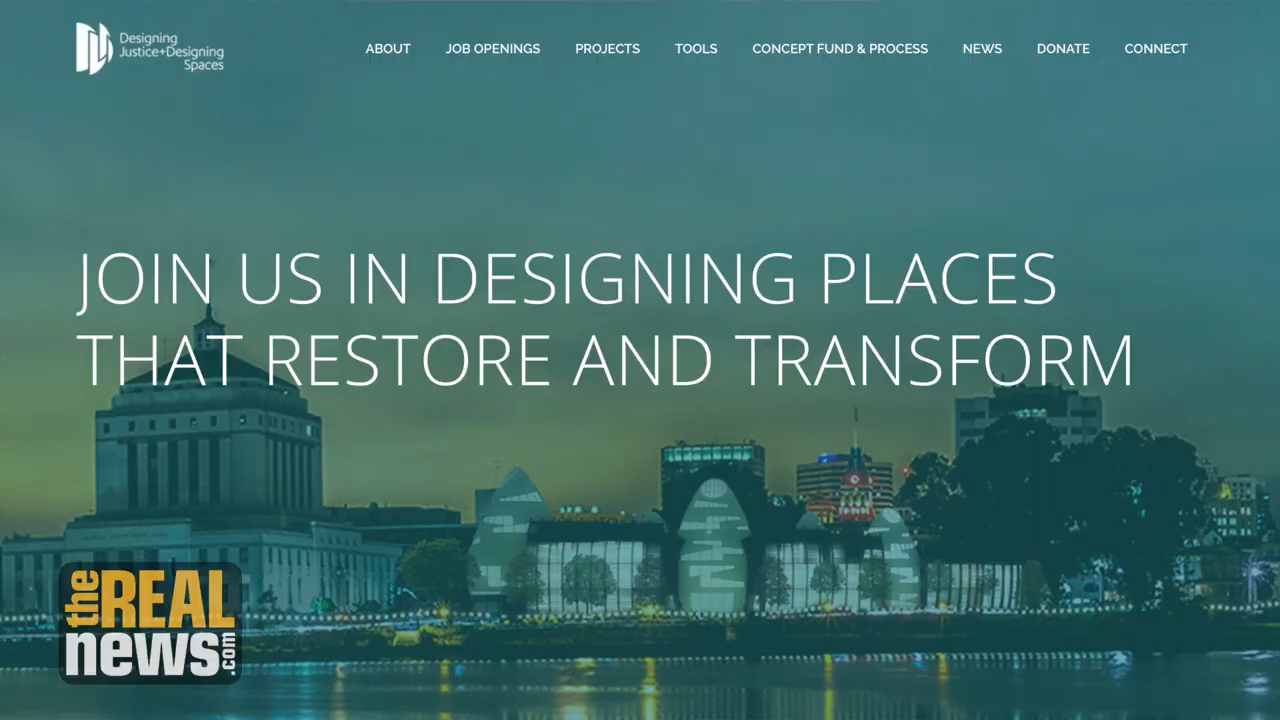 Designing
Justice+Designing
Spaces
ABOUT
JOB OPENINGS
PROJECTS
TOOLS
CONCEPT FUND & PROCESS
NEWS
DONATE
CONNECT
JOIN US IN DESIGNING PLACES
THAT RESTORE AND TRANSFORM
the REAL
news.com